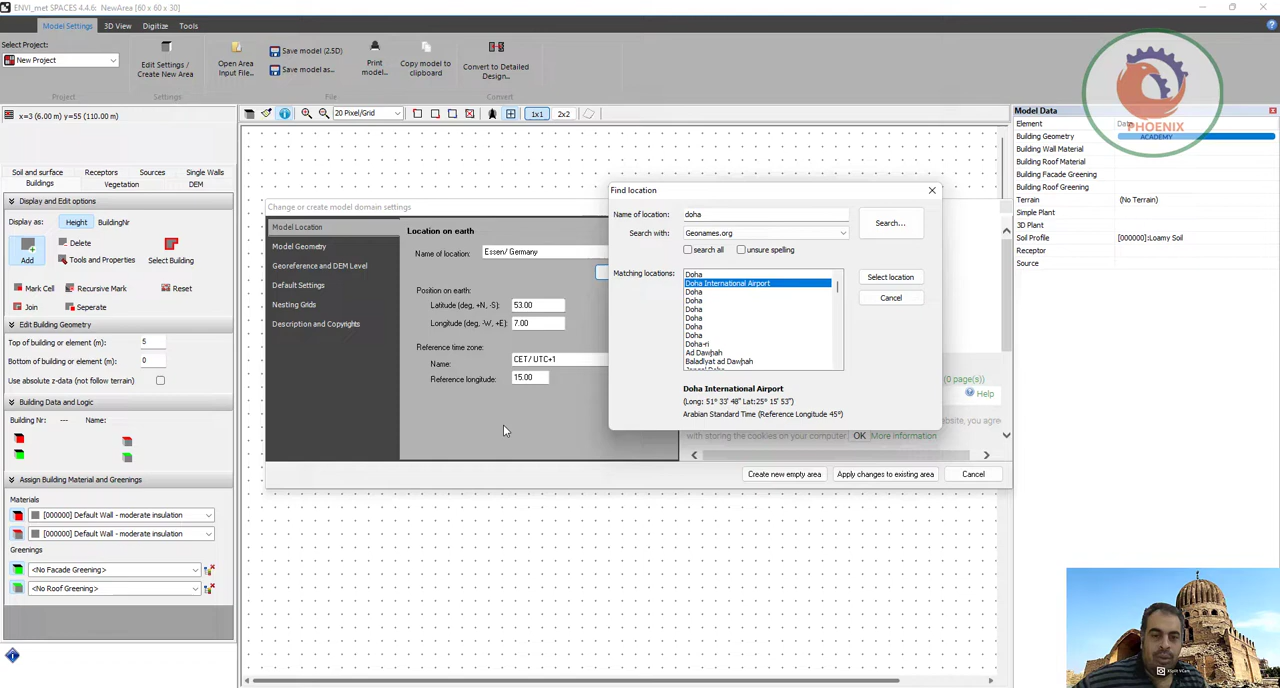 ENVI_met SPACES 4.4.6: NewArea [60 x 60 x 30]
Model Settings 3D View Digitize Tools
Select Project:
New Project
Edit Settings / Create New Area
Open Area Input File...
Save model (2.5D)
Save model as...
Print model...
Copy model to clipboard
Convert to Detailed Design...
Project Settings File Convert
PHOENIX
ACADEMY
x=3 (6.00 m) y=55 (110.00 m)
20 Pixel/Grid
1x1 2x2
Soil and surface Receptors Sources Single Walls
Buildings Vegetation DEM
Display and Edit options
Display as: Height BuildingNr
Add
Delete
Tools and Properties
Select Building
Mark Cell Recursive Mark Reset
Join Seperate
Edit Building Geometry
Top of building or element (m): 5
Bottom of building or element (m): 0
Use absolute z-data (not follow terrain)
Building Data and Logic
Building Nr: --- Name:
Assign Building Material and Greenings
Materials
[000000] Default Wall - moderate insulation
[000000] Default Wall - moderate insulation
Greenings
<No Facade Greening>
<No Roof Greening>
Change or create model domain settings
Model Location
Model Geometry
Georeference and DEM Level
Default Settings
Nesting Grids
Description and Copyrights
Location on earth
Name of location: Essen/ Germany
Position on earth
Latitude (deg, +N, -S): 53.00
Longitude (deg, -W, +E): 7.00
Reference time zone:
Name: CET/ UTC+1
Reference longitude: 15.00
Find location
Name of location: doha
Search...
Search with: Geonames.org
search all unsure spelling
Matching locations:
Doha
Doha International Airport
Doha
Doha
Doha
Doha
Doha
Doha
Doha-ri
Ad Dawḩah
Baladīyat ad Dawḩah
Select location
Cancel
Doha International Airport
(Long: 51° 33' 48" Lat:25° 15' 53")
Arabian Standard Time (Reference Longitude 45°)
(0 page(s))
Help
website, you agree
with storing the cookies on your computer. OK More information
Create new empty area Apply changes to existing area Cancel
Model Data
Element Data
Building Geometry
Building Wall Material
Building Roof Material
Building Facade Greening
Building Roof Greening
Terrain (No Terrain)
Simple Plant
3D Plant
Soil Profile [000000]:Loamy Soil
Receptor
Source